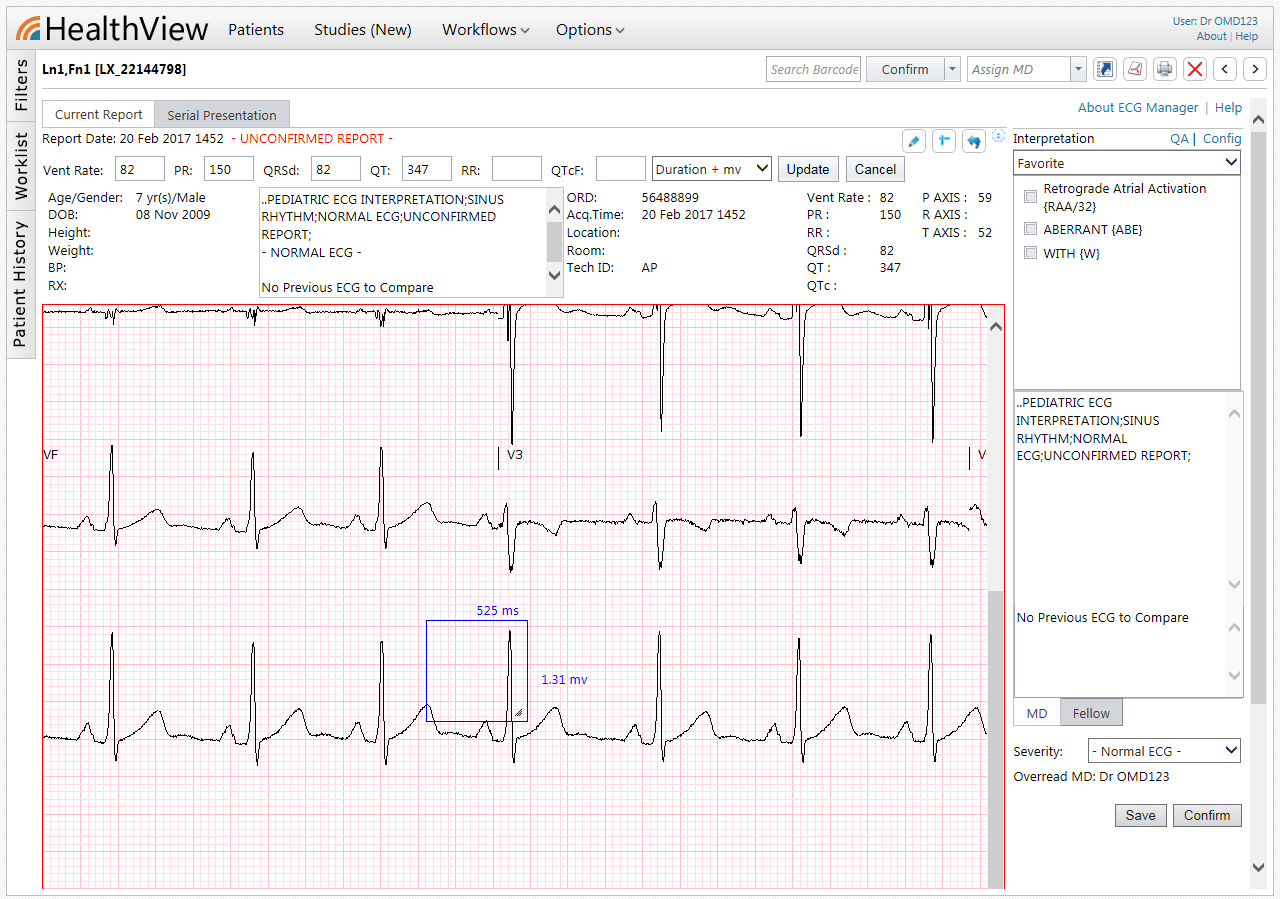 HealthView
Patients
Studies (New)
Workflows
Options
User: Dr OMD123
About | Help
Filters
Worklist
Patient History
Ln1,Fn1 [LX_22144798]
Search Barcode
Confirm
Assign MD
Current Report
Serial Presentation
About ECG Manager | Help
Report Date: 20 Feb 2017 1452 - UNCONFIRMED REPORT -
Vent Rate: 82 PR: 150 QRSd: 82 QT: 347 RR: QTcF: Duration + mv Update Cancel
Age/Gender: 7 yr(s)/Male
DOB: 08 Nov 2009
Height:
Weight:
BP:
RX:
..PEDIATRIC ECG INTERPRETATION;SINUS
RHYTHM;NORMAL ECG;UNCONFIRMED
REPORT;
- NORMAL ECG -
No Previous ECG to Compare
ORD: 56488899
Acq.Time: 20 Feb 2017 1452
Location:
Room:
Tech ID: AP
Vent Rate : 82
PR : 150
RR :
QRSd : 82
QT : 347
QTc :
P AXIS : 59
R AXIS :
T AXIS : 52
VF
V3
V
525 ms
1.31 mv
Interpretation
QA | Config
Favorite
Retrograde Atrial Activation
{RAA/32}
ABERRANT {ABE}
WITH {W}
..PEDIATRIC ECG
INTERPRETATION;SINUS
RHYTHM;NORMAL
ECG;UNCONFIRMED REPORT;
No Previous ECG to Compare
MD
Fellow
Severity: - Normal ECG -
Overread MD: Dr OMD123
Save
Confirm